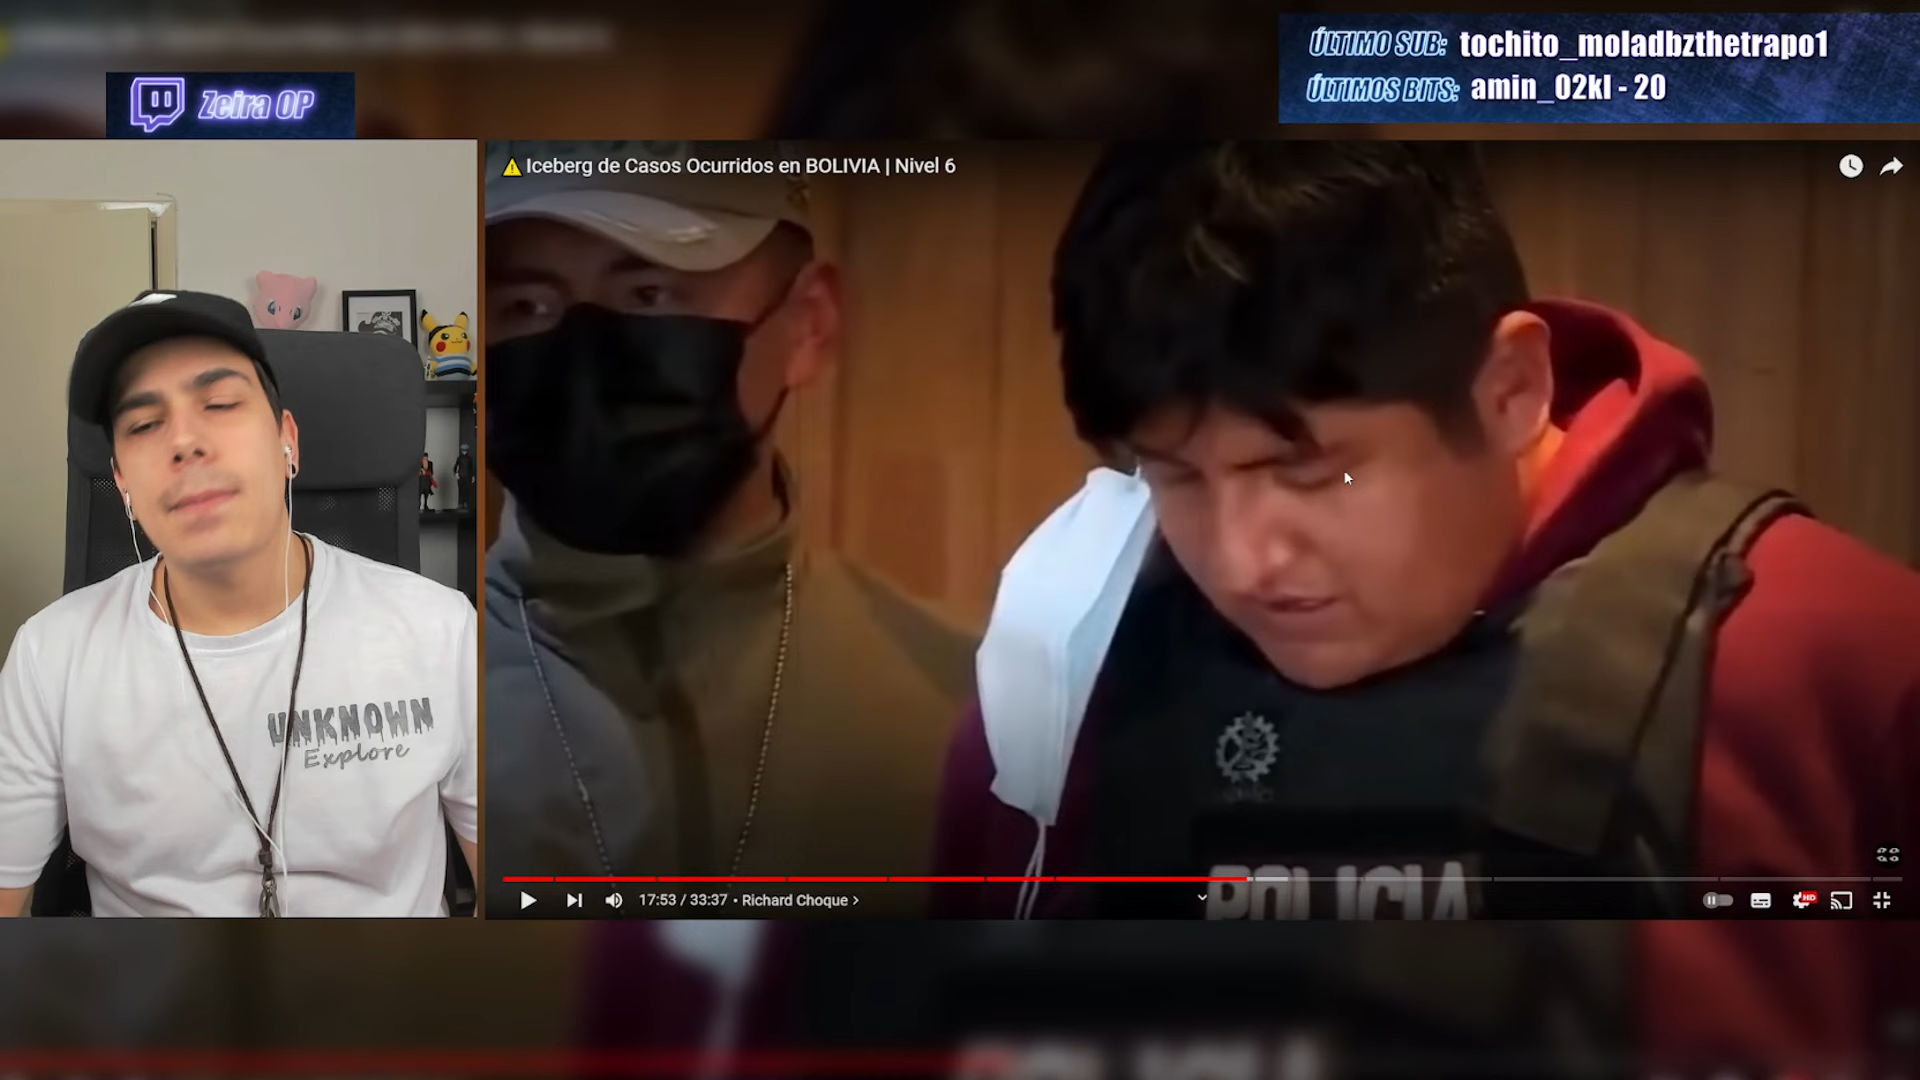 ÚLTIMO SUB: tochito_moladbzthetrapo1
ÚLTIMOS BITS: amin_02kl - 20
Zeira OP
Iceberg de Casos Ocurridos en BOLIVIA | Nivel 6
UNKNOWN
Explore
POLICIA
17:53 / 33:37 • Richard Choque >
HD